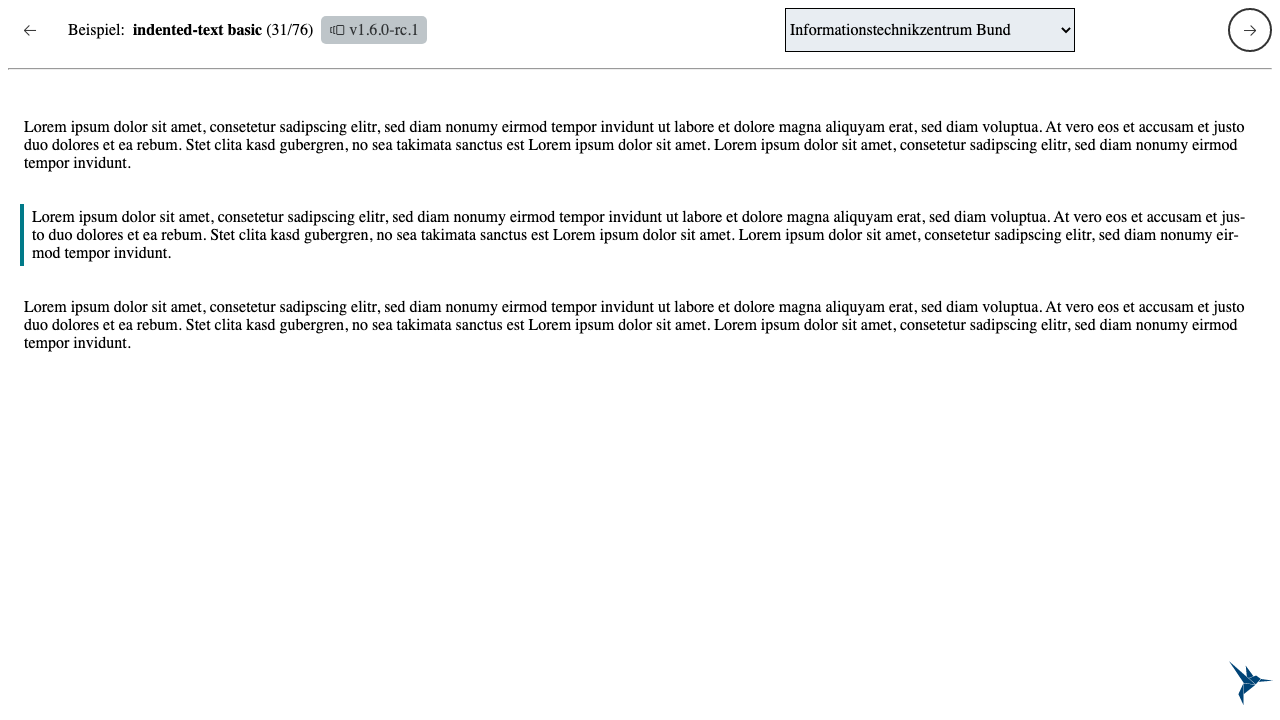 Beispiel: indented-text basic (31/76) v1.6.0-rc.1 Informationstechnikzentrum Bund
Lorem ipsum dolor sit amet, consetetur sadipscing elitr, sed diam nonumy eirmod tempor invidunt ut labore et dolore magna aliquyam erat, sed diam voluptua. At vero eos et accusam et justo
duo dolores et ea rebum. Stet clita kasd gubergren, no sea takimata sanctus est Lorem ipsum dolor sit amet. Lorem ipsum dolor sit amet, consetetur sadipscing elitr, sed diam nonumy eirmod
tempor invidunt.
Lorem ipsum dolor sit amet, consetetur sadipscing elitr, sed diam nonumy eirmod tempor invidunt ut labore et dolore magna aliquyam erat, sed diam voluptua. At vero eos et accusam et jus-
to duo dolores et ea rebum. Stet clita kasd gubergren, no sea takimata sanctus est Lorem ipsum dolor sit amet. Lorem ipsum dolor sit amet, consetetur sadipscing elitr, sed diam nonumy eir-
mod tempor invidunt.
Lorem ipsum dolor sit amet, consetetur sadipscing elitr, sed diam nonumy eirmod tempor invidunt ut labore et dolore magna aliquyam erat, sed diam voluptua. At vero eos et accusam et justo
duo dolores et ea rebum. Stet clita kasd gubergren, no sea takimata sanctus est Lorem ipsum dolor sit amet. Lorem ipsum dolor sit amet, consetetur sadipscing elitr, sed diam nonumy eirmod
tempor invidunt.